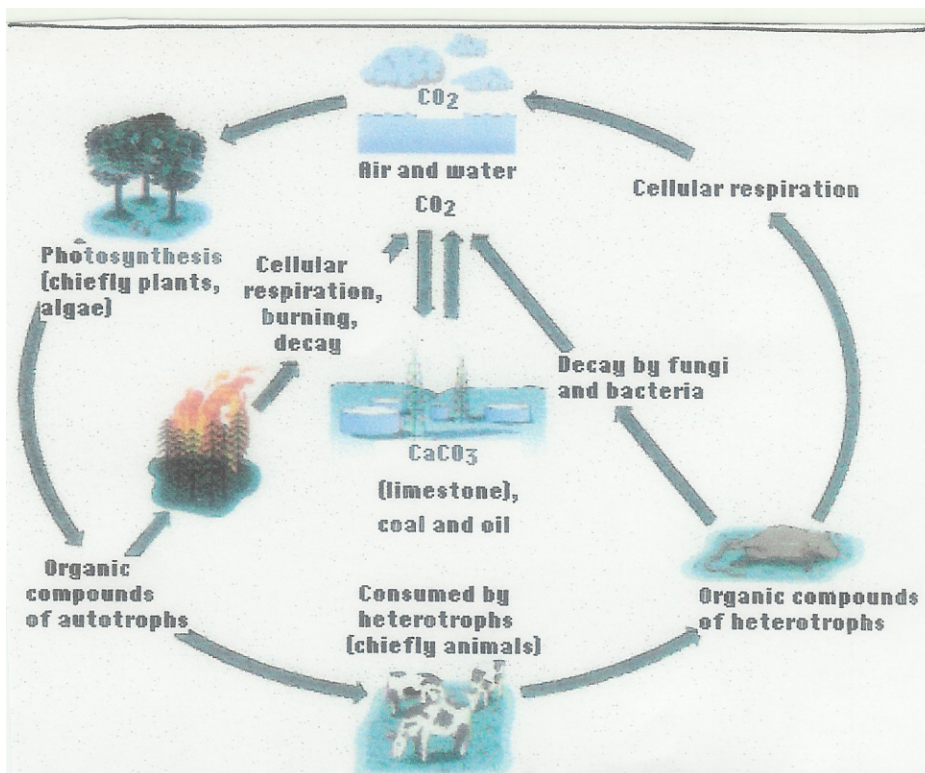 CO2
Air and water
CO2
Cellular respiration
Photosynthesis
(chiefly plants,
algae)
Cellular
respiration,
burning,
decay
Decay by fungi
and bacteria
CaCO3
(limestone),
coal and oil
Organic
compounds
of autotrophs
Consumed by
heterotrophs
(chiefly animals)
Organic compounds
of heterotrophs